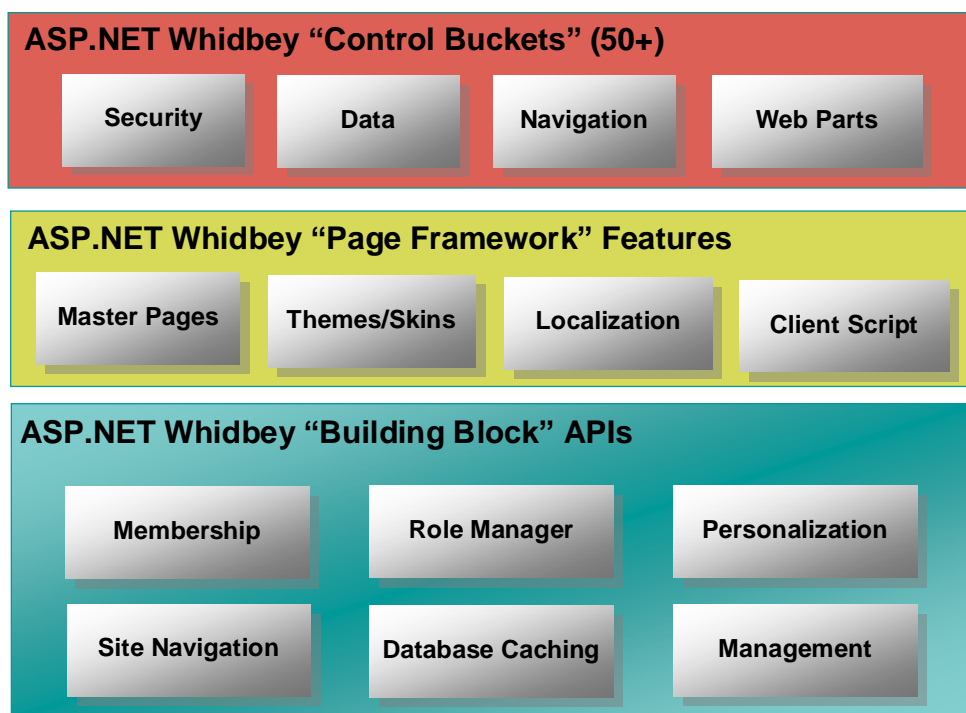 ASP.NET Whidbey “Control Buckets” (50+)
Security
Data
Navigation
Web Parts
ASP.NET Whidbey “Page Framework” Features
Master Pages
Themes/Skins
Localization
Client Script
ASP.NET Whidbey “Building Block” APIs
Membership
Role Manager
Personalization
Site Navigation
Database Caching
Management